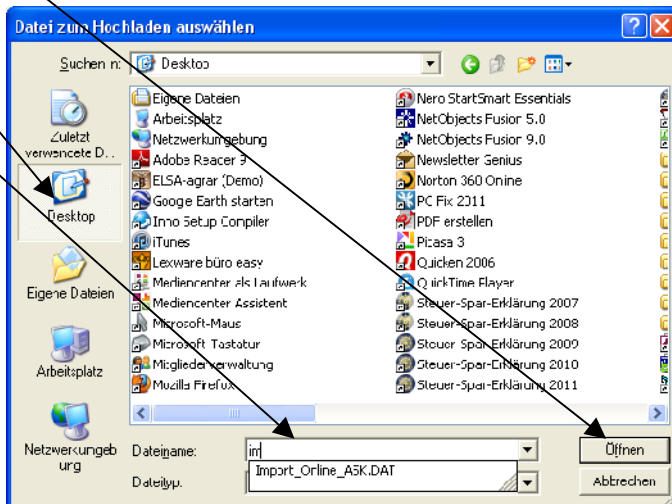 Datei zum Hochladen auswählen
Suchen in: Desktop
Zuletzt
verwendete D...
Desktop
Eigene Dateien
Arbeitsplatz
Netzwerkumgeb
ung
Eigene Dateien
Arbeitsplatz
Netzwerkumgebung
Adobe Reader 9
ELSA-agrar (Demo)
Google Earth starten
Inno Setup Compiler
iTunes
Lexware büro easy
Mediencenter als Laufwerk
Mediencenter Assistent
Microsoft-Maus
Microsoft-Tastatur
Mitgliederverwaltung
Mozilla Firefox
Nero StartSmart Essentials
NetObjects Fusion 5.0
NetObjects Fusion 9.0
Newsletter Genius
Norton 360 Online
PC Fix 2011
PDF erstellen
Picasa 3
Quicken 2006
QuickTime Player
Steuer-Spar-Erklärung 2007
Steuer-Spar-Erklärung 2008
Steuer-Spar-Erklärung 2009
Steuer-Spar-Erklärung 2010
Steuer-Spar-Erklärung 2011
Dateiname: im
Öffnen
Import_Online_ASK.DAT
Dateityp:
Abbrechen